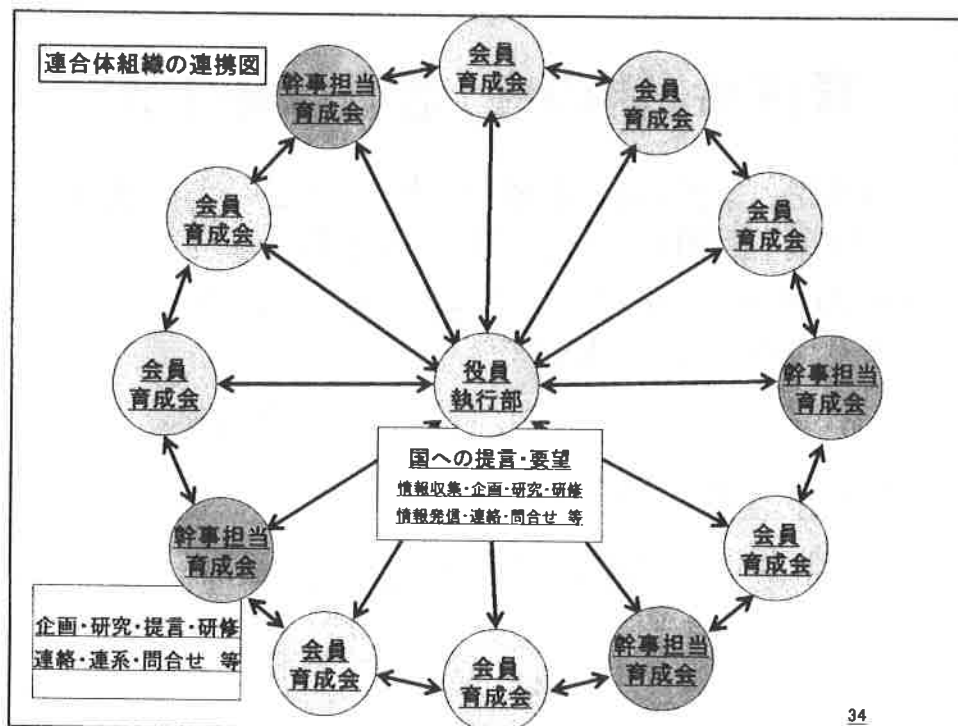 連合体組織の連携図
会員
育成会
幹事担当
育成会
会員
育成会
会員
育成会
会員
育成会
会員
育成会
幹事担当
育成会
役員
執行部
国への提言・要望
情報収集・企画・研究・研修
情報発信・連絡・問合せ 等
幹事担当
育成会
会員
育成会
会員
育成会
会員
育成会
幹事担当
育成会
企画・研究・提言・研修
連絡・連系・問合せ 等
34